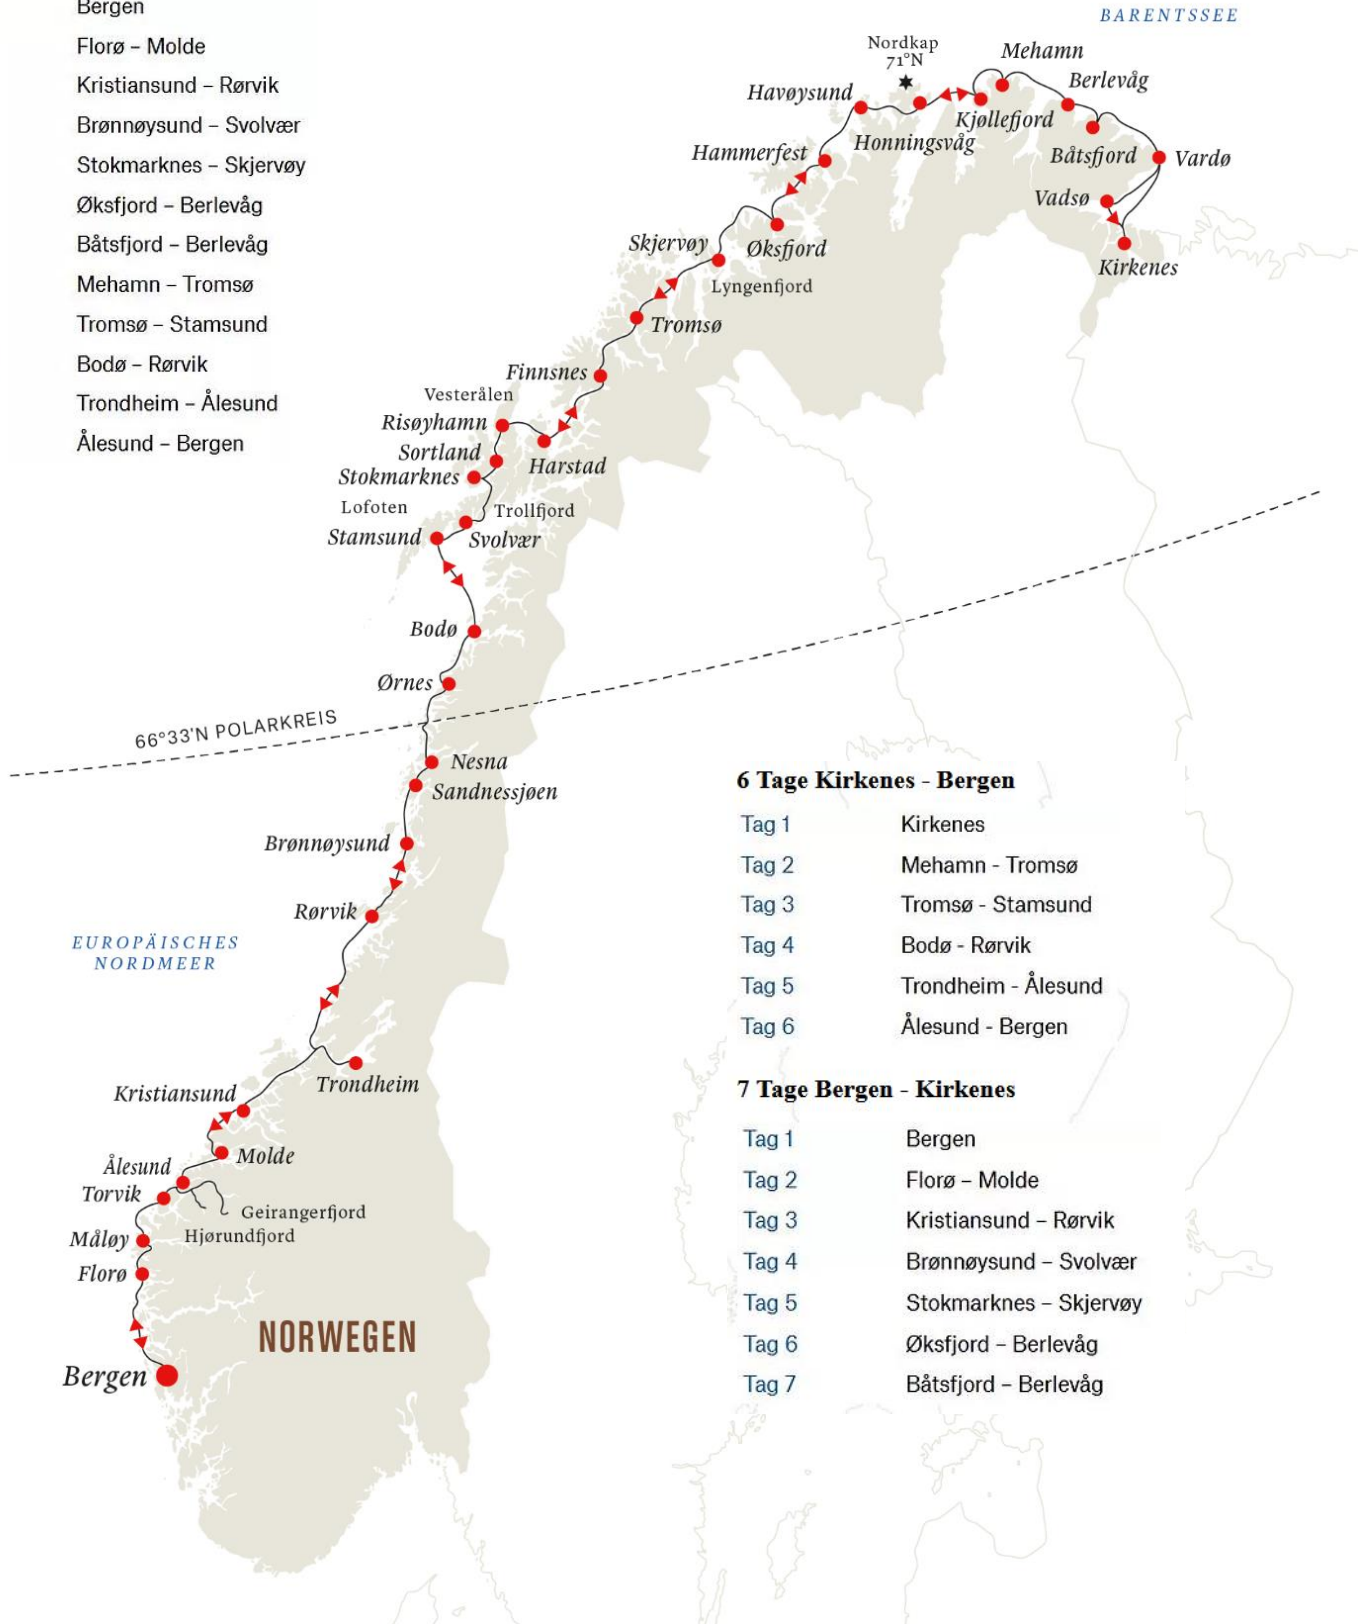 Bergen
Florø – Molde
Kristiansund – Rørvik
Brønnøysund – Svolvær
Stokmarknes – Skjervøy
Øksfjord – Berlevåg
Båtsfjord – Berlevåg
Mehamn – Tromsø
Tromsø – Stamsund
Bodø – Rørvik
Trondheim – Ålesund
Ålesund – Bergen
BARENTSSEE
Nordkap
71°N
Mehamn
Berlevåg
Havøysund
Kjøllefjord
Honningsvåg
Båtsfjord
Vardø
Hammerfest
Vadsø
Kirkenes
Skjervøy
Øksfjord
Lyngenfjord
Tromsø
Finnsnes
Vesterålen
Risøyhamn
Sortland
Harstad
Stokmarknes
Lofoten
Trollfjord
Stamsund
Svolvær
Bodø
Ørnes
66°33'N POLARKREIS
Nesna
Sandnessjøen
Brønnøysund
Rørvik
EUROPÄISCHES
NORDMEER
Trondheim
Kristiansund
Molde
Ålesund
Torvik
Geirangerfjord
Hjørundfjord
Måløy
Florø
NORWEGEN
Bergen
6 Tage Kirkenes - Bergen
Tag 1 Kirkenes
Tag 2 Mehamn - Tromsø
Tag 3 Tromsø - Stamsund
Tag 4 Bodø - Rørvik
Tag 5 Trondheim - Ålesund
Tag 6 Ålesund - Bergen
7 Tage Bergen - Kirkenes
Tag 1 Bergen
Tag 2 Florø – Molde
Tag 3 Kristiansund – Rørvik
Tag 4 Brønnøysund – Svolvær
Tag 5 Stokmarknes – Skjervøy
Tag 6 Øksfjord – Berlevåg
Tag 7 Båtsfjord – Berlevåg